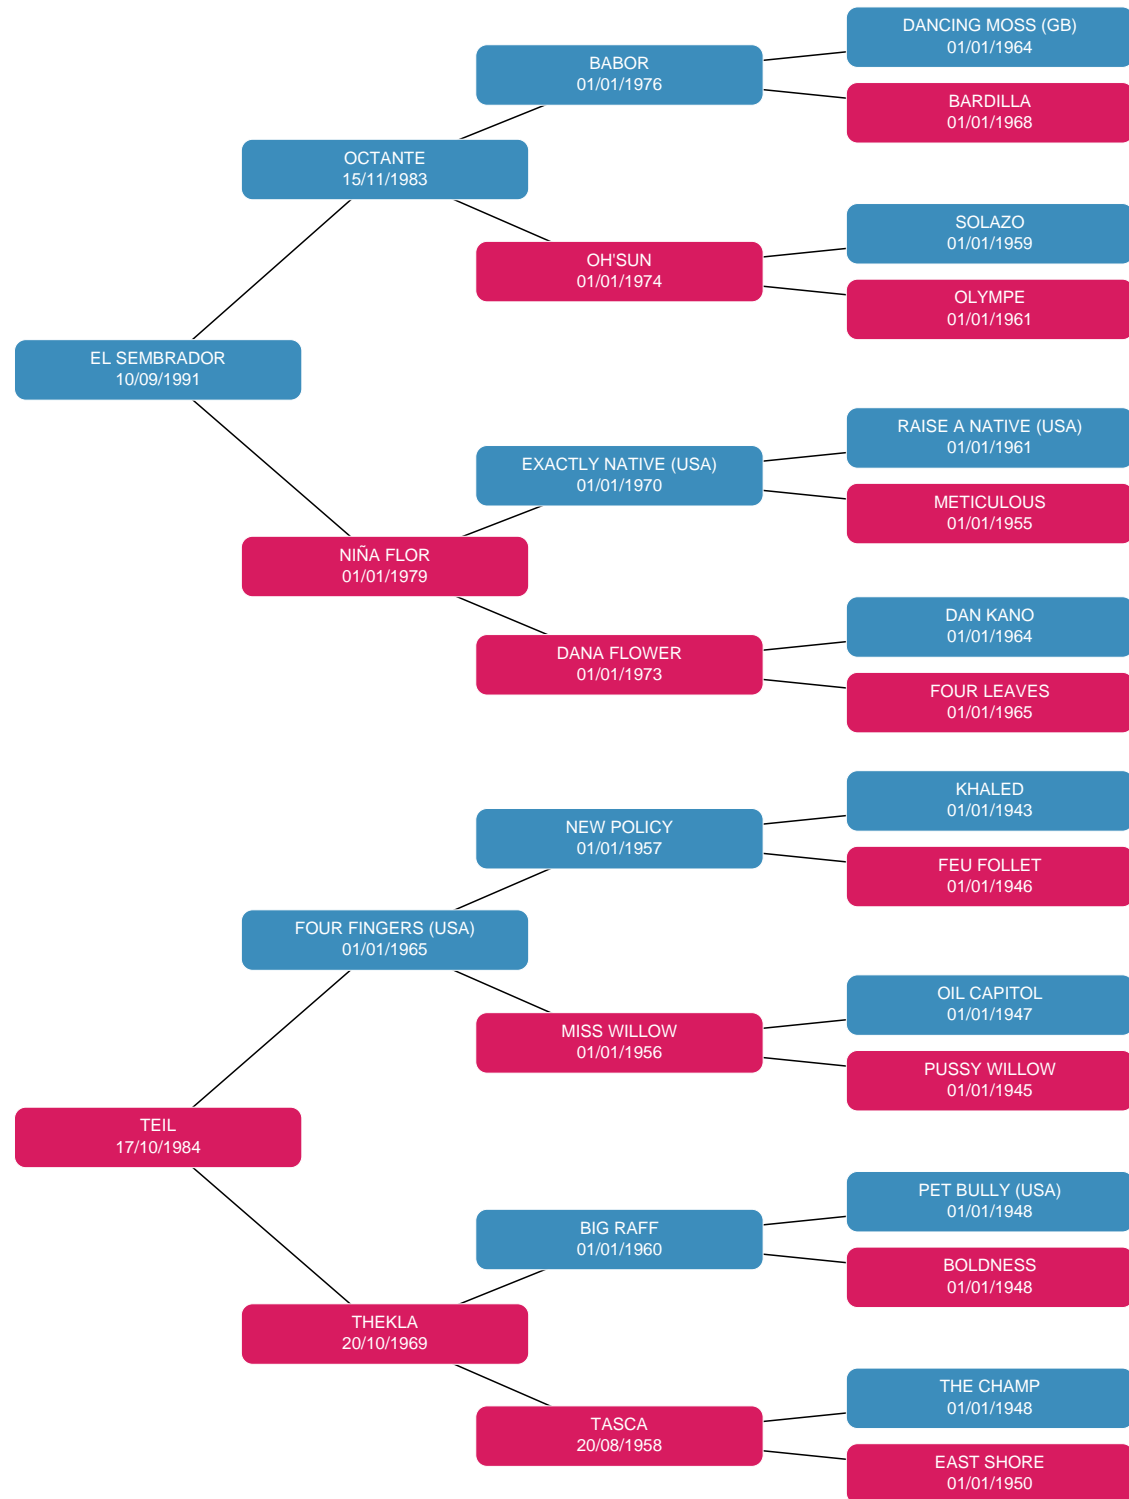 DANCING MOSS (GB)
01/01/1964
BABOR
01/01/1976
BARDILLA
01/01/1968
OCTANTE
15/11/1983
SOLAZO
01/01/1959
OH'SUN
01/01/1974
OLYMPE
01/01/1961
EL SEMBRADOR
10/09/1991
RAISE A NATIVE (USA)
01/01/1961
EXACTLY NATIVE (USA)
01/01/1970
METICULOUS
01/01/1955
NIÑA FLOR
01/01/1979
DAN KANO
01/01/1964
DANA FLOWER
01/01/1973
FOUR LEAVES
01/01/1965
KHALED
01/01/1943
NEW POLICY
01/01/1957
FEU FOLLET
01/01/1946
FOUR FINGERS (USA)
01/01/1965
OIL CAPITOL
01/01/1947
MISS WILLOW
01/01/1956
PUSSY WILLOW
01/01/1945
TEIL
17/10/1984
PET BULLY (USA)
01/01/1948
BIG RAFF
01/01/1960
BOLDNESS
01/01/1948
THEKLA
20/10/1969
THE CHAMP
01/01/1948
TASCA
20/08/1958
EAST SHORE
01/01/1950